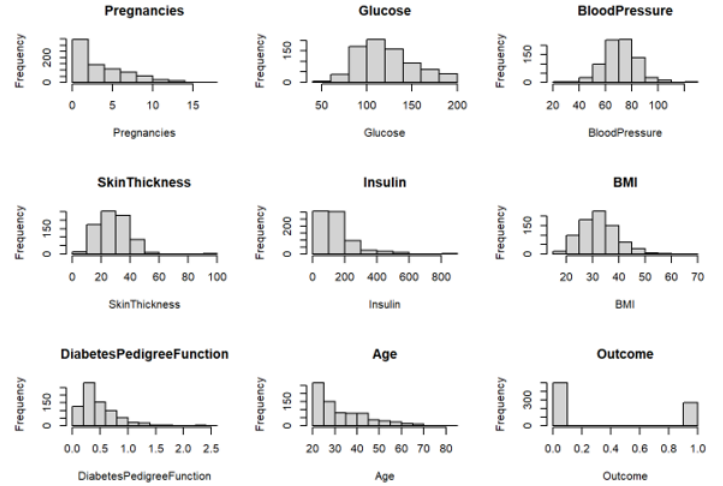 Pregnancies
Frequency
0 200
0 5 10 15
Pregnancies
Glucose
Frequency
0 150
50 100 150 200
Glucose
BloodPressure
Frequency
0 150
20 40 60 80 100
BloodPressure
SkinThickness
Frequency
0 150
0 20 40 60 80 100
SkinThickness
Insulin
Frequency
0 200
0 200 400 600 800
Insulin
BMI
Frequency
0 150
20 30 40 50 60 70
BMI
DiabetesPedigreeFunction
Frequency
0 150
0.0 0.5 1.0 1.5 2.0 2.5
DiabetesPedigreeFunction
Age
Frequency
0 150
20 30 40 50 60 70 80
Age
Outcome
Frequency
0 300
0.0 0.2 0.4 0.6 0.8 1.0
Outcome